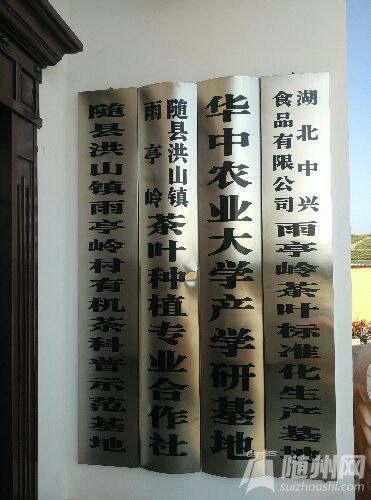 随县洪山镇雨亭岭村有机茶科普示范基地
随县洪山镇
雨亭岭
茶叶种植专业合作社
华中农业大学产学研基地
湖北中兴
食品有限公司
雨亭岭茶叶标准化生产基地
随州网
suizhoushi.com